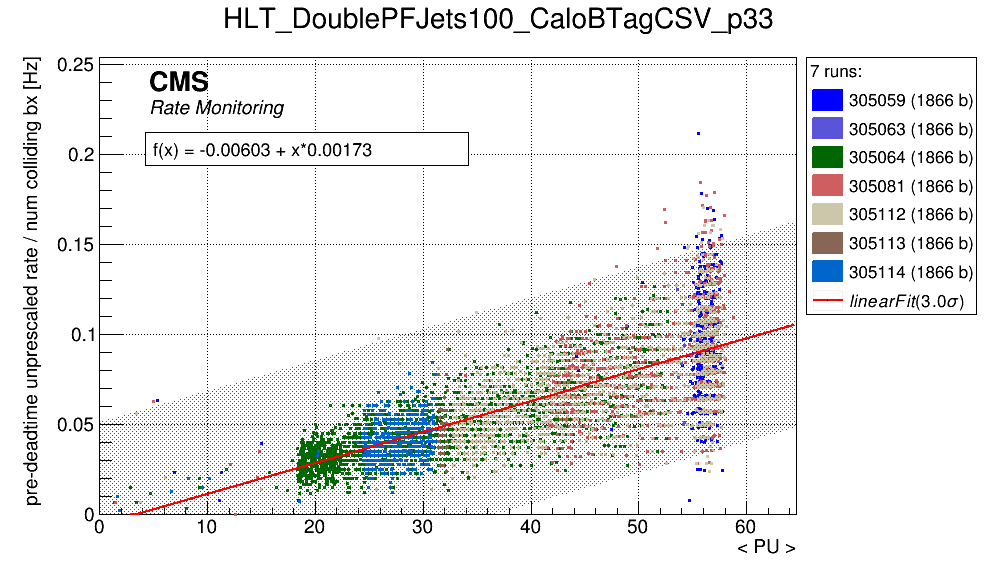 HLT_DoublePFJets100_CaloBTagCSV_p33
pre-deadtime unprescaled rate / num colliding bx [Hz]
0.25
0.2
0.15
0.1
0.05
0
CMS
Rate Monitoring
f(x) = -0.00603 + x*0.00173
0 10 20 30 40 50 60
< PU >
7 runs:
305059 (1866 b)
305063 (1866 b)
305064 (1866 b)
305081 (1866 b)
305112 (1866 b)
305113 (1866 b)
305114 (1866 b)
linearFit(3.0σ)